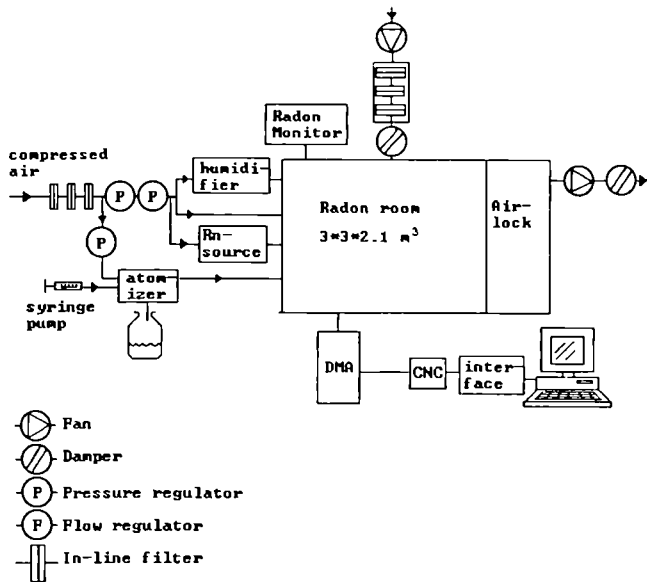 Radon
Monitor
compressed
air
humidi-
fier
P
P
Radon room
3*3*2.1 m³
Air-
lock
Rn-
source
P
atom-
izer
syringe
pump
DMA
CNC
inter
face
Fan
Damper
P Pressure regulator
F Flow regulator
In-line filter